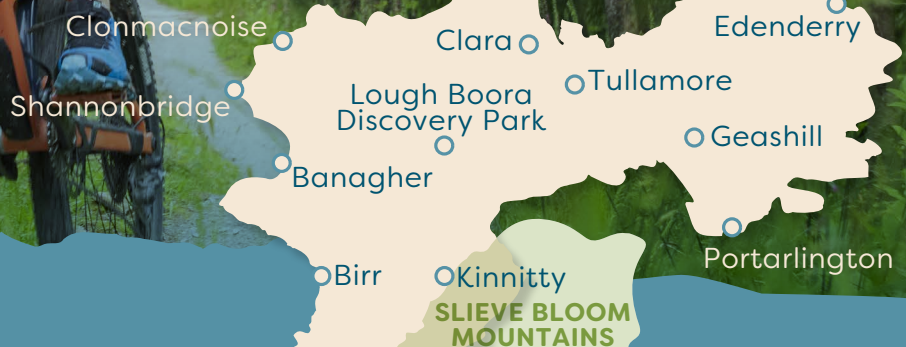 Clonmacnoise
Edenderry
Clara
Tullamore
Lough Boora
Discovery Park
Shannonbridge
Geashill
Banagher
Portarlington
Birr
Kinnitty
SLIEVE BLOOM
MOUNTAINS